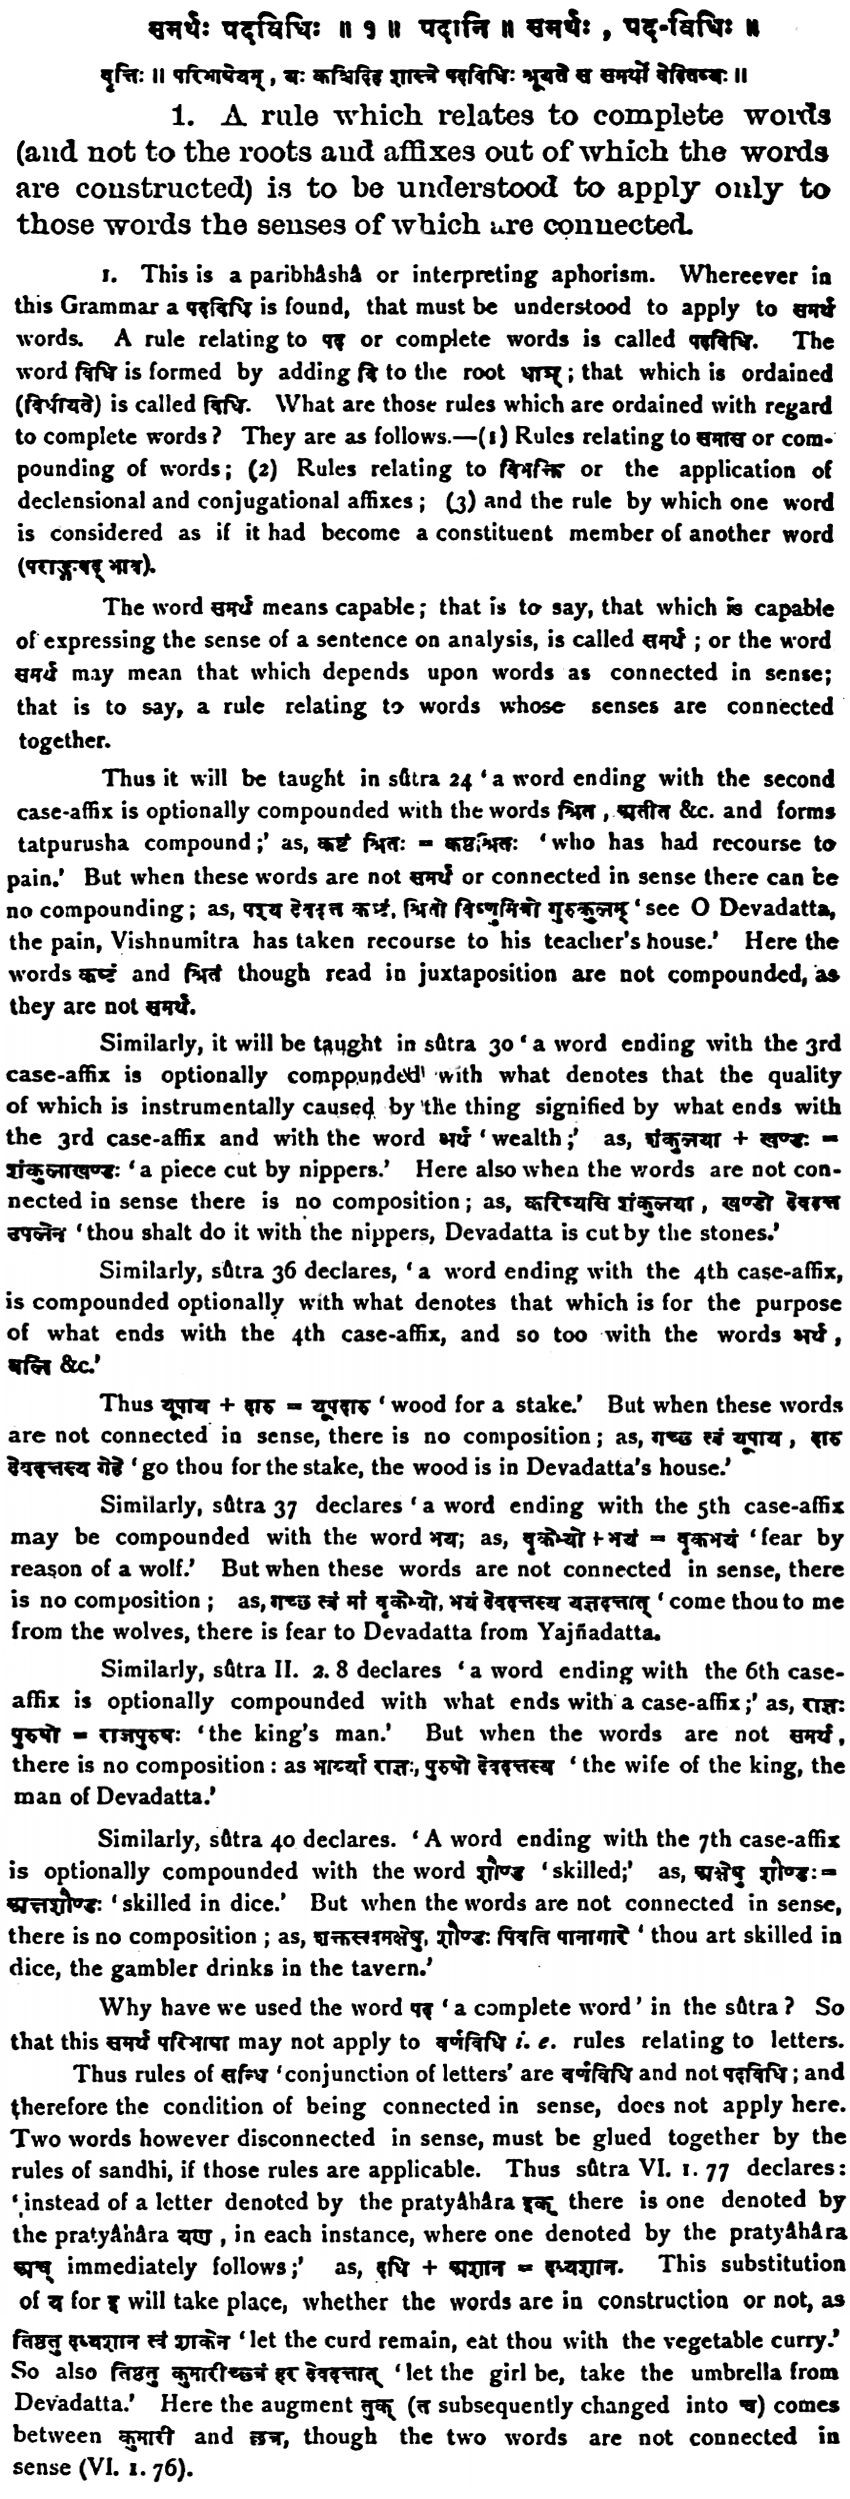 समर्थः पदविधिः ॥ १ ॥ पदानि ॥ समर्थः , पद-विधिः ॥
वृत्तिः ॥ परिभाषेयम् , यः कश्चिदिह शास्त्रे पदविधिः श्रूयते स समर्थो वेदितव्यः ॥
1. A rule which relates to complete words
(and not to the roots and affixes out of which the words
are constructed) is to be understood to apply only to
those words the senses of which are connected.
1. This is a paribhâshâ or interpreting aphorism. Whereever in
this Grammar a पदविधि is found, that must be understood to apply to समर्थ
words. A rule relating to पद or complete words is called पदविधि. The
word विधि is formed by adding वि to the root धाञ् ; that which is ordained
(विधीयते) is called विधि. What are those rules which are ordained with regard
to complete words ? They are as follows.—(1) Rules relating to समास or com-
pounding of words; (2) Rules relating to विभक्ति or the application of
declensional and conjugational affixes ; (3) and the rule by which one word
is considered as if it had become a constituent member of another word
(पराङ्गवद् भाव).
The word समर्थ means capable ; that is to say, that which is capable
of expressing the sense of a sentence on analysis, is called समर्थ ; or the word
समर्थ may mean that which depends upon words as connected in sense;
that is to say, a rule relating to words whose senses are connected
together.
Thus it will be taught in sûtra 24 ‘ a word ending with the second
case-affix is optionally compounded with the words श्रित , अतीत &c. and forms
tatpurusha compound ;’ as, कष्टं श्रितः = कष्टश्रितः ‘who has had recourse to
pain.’ But when these words are not समर्थ or connected in sense there can be
no compounding ; as, पश्य देवदत्त कष्टं, श्रितो विष्णुमित्रो गुरुकुलम् ‘ see O Devadatta,
the pain, Vishnumitra has taken recourse to his teacher's house.’ Here the
words कष्टं and श्रितं though read in juxtaposition are not compounded, as
they are not समर्थ.
Similarly, it will be taught in sûtra 30 ‘ a word ending with the 3rd
case-affix is optionally compounded with what denotes that the quality
of which is instrumentally caused by the thing signified by what ends with
the 3rd case-affix and with the word अर्थ ‘ wealth ;’ as, शंकुलया + खण्डः =
शंकुलाखण्डः ‘ a piece cut by nippers.’ Here also when the words are not con-
nected in sense there is no composition ; as, करिष्यसि शंकुलया , खण्डो देवदत्त
उपलेन ‘ thou shalt do it with the nippers, Devadatta is cut by the stones.’
Similarly, sûtra 36 declares, ‘ a word ending with the 4th case-affix,
is compounded optionally with what denotes that which is for the purpose
of what ends with the 4th case-affix, and so too with the words अर्थ ,
बलि &c.’
Thus यूपाय + दारु = यूपदारु ‘ wood for a stake.’ But when these words
are not connected in sense, there is no composition ; as, गच्छ त्वं यूपाय , दारु
देवदत्तस्य गेहे ‘ go thou for the stake, the wood is in Devadatta's house.’
Similarly, sûtra 37 declares ‘ a word ending with the 5th case-affix
may be compounded with the word भय; as, वृकेभ्यो + भयं = वृकभयं ‘ fear by
reason of a wolf.’ But when these words are not connected in sense, there
is no composition ; as, गच्छ त्वं मां वृकेभ्यो, भयं देवदत्तस्य यज्ञदत्तात् ‘ come thou to me
from the wolves, there is fear to Devadatta from Yajñadatta.
Similarly, sûtra II. 2. 8 declares ‘ a word ending with the 6th case-
affix is optionally compounded with what ends with a case-affix ;’ as, राज्ञः
पुरुषो = राजपुरुषः ‘the king's man.’ But when the words are not समर्थ,
there is no composition : as भार्य्या राज्ञः, पुरुषो देवदत्तस्य ‘ the wife of the king, the
man of Devadatta.’
Similarly, sûtra 40 declares. ‘ A word ending with the 7th case-affix
is optionally compounded with the word शौण्ड ‘skilled;’ as, अक्षेषु शौण्डः =
अक्षशौण्डः ‘ skilled in dice.’ But when the words are not connected in sense,
there is no composition ; as, शक्तस्त्वमक्षेषु, शौण्डः पिबति पानागारे ‘ thou art skilled in
dice, the gambler drinks in the tavern.’
Why have we used the word पद ‘ a complete word ’ in the sûtra ? So
that this समर्थ परिभाषा may not apply to वर्णविधि i. e. rules relating to letters.
Thus rules of सन्धि ‘conjunction of letters’ are वर्णविधि and not पदविधि ; and
therefore the condition of being connected in sense, does not apply here.
Two words however disconnected in sense, must be glued together by the
rules of sandhi, if those rules are applicable. Thus sûtra VI. 1. 77 declares :
‘ instead of a letter denoted by the pratyâhâra इक् there is one denoted by
the pratyâhâra यण , in each instance, where one denoted by the pratyâhâra
अच् immediately follows ;’ as, दधि + अशान = दध्यशान. This substitution
of य for इ will take place, whether the words are in construction or not, as
तिष्ठतु दध्यशान त्वं शाकेन ‘ let the curd remain, eat thou with the vegetable curry.’
So also तिष्ठतु कुमारीच्छत्रं हर देवदत्तात् ‘ let the girl be, take the umbrella from
Devadatta.’ Here the augment तुक् (त subsequently changed into च) comes
between कुमारी and छत्र, though the two words are not connected in
sense (VI. 1. 76).